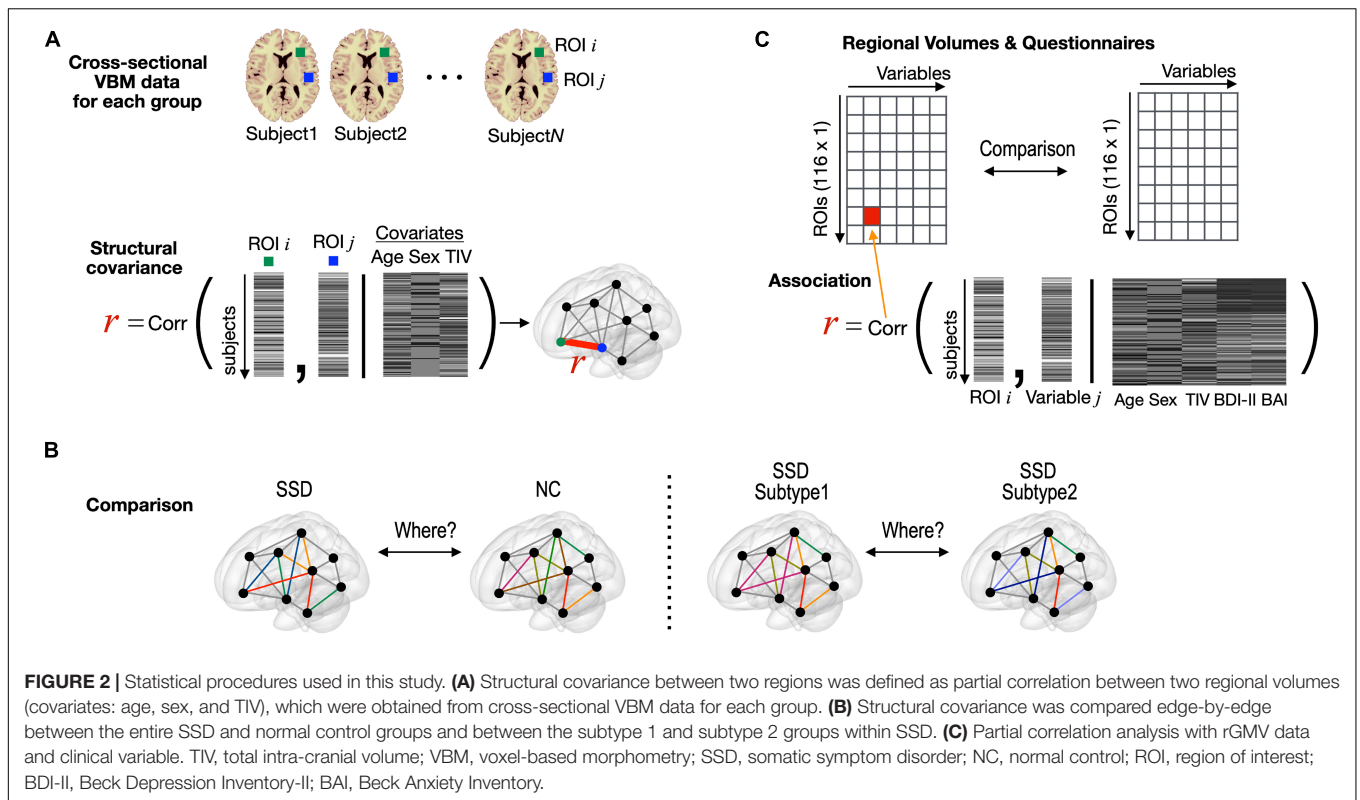 A
Cross-sectional
VBM data
for each group
ROI i
ROI j
Subject1
Subject2
SubjectN
Structural
covariance
ROI i
ROI j
Covariates
Age Sex TIV
r = Corr
subjects
,
r
C
Regional Volumes & Questionnaires
Variables
ROIs (116 x 1)
Comparison
Variables
ROIs (116 x 1)
Association
r = Corr
subjects
,
ROI i
Variable j
Age Sex TIV BDI-II BAI
B
Comparison
SSD
Where?
NC
SSD
Subtype1
Where?
SSD
Subtype2
FIGURE 2 | Statistical procedures used in this study. (A) Structural covariance between two regions was defined as partial correlation between two regional volumes
(covariates: age, sex, and TIV), which were obtained from cross-sectional VBM data for each group. (B) Structural covariance was compared edge-by-edge
between the entire SSD and normal control groups and between the subtype 1 and subtype 2 groups within SSD. (C) Partial correlation analysis with rGMV data
and clinical variable. TIV, total intra-cranial volume; VBM, voxel-based morphometry; SSD, somatic symptom disorder; NC, normal control; ROI, region of interest;
BDI-II, Beck Depression Inventory-II; BAI, Beck Anxiety Inventory.